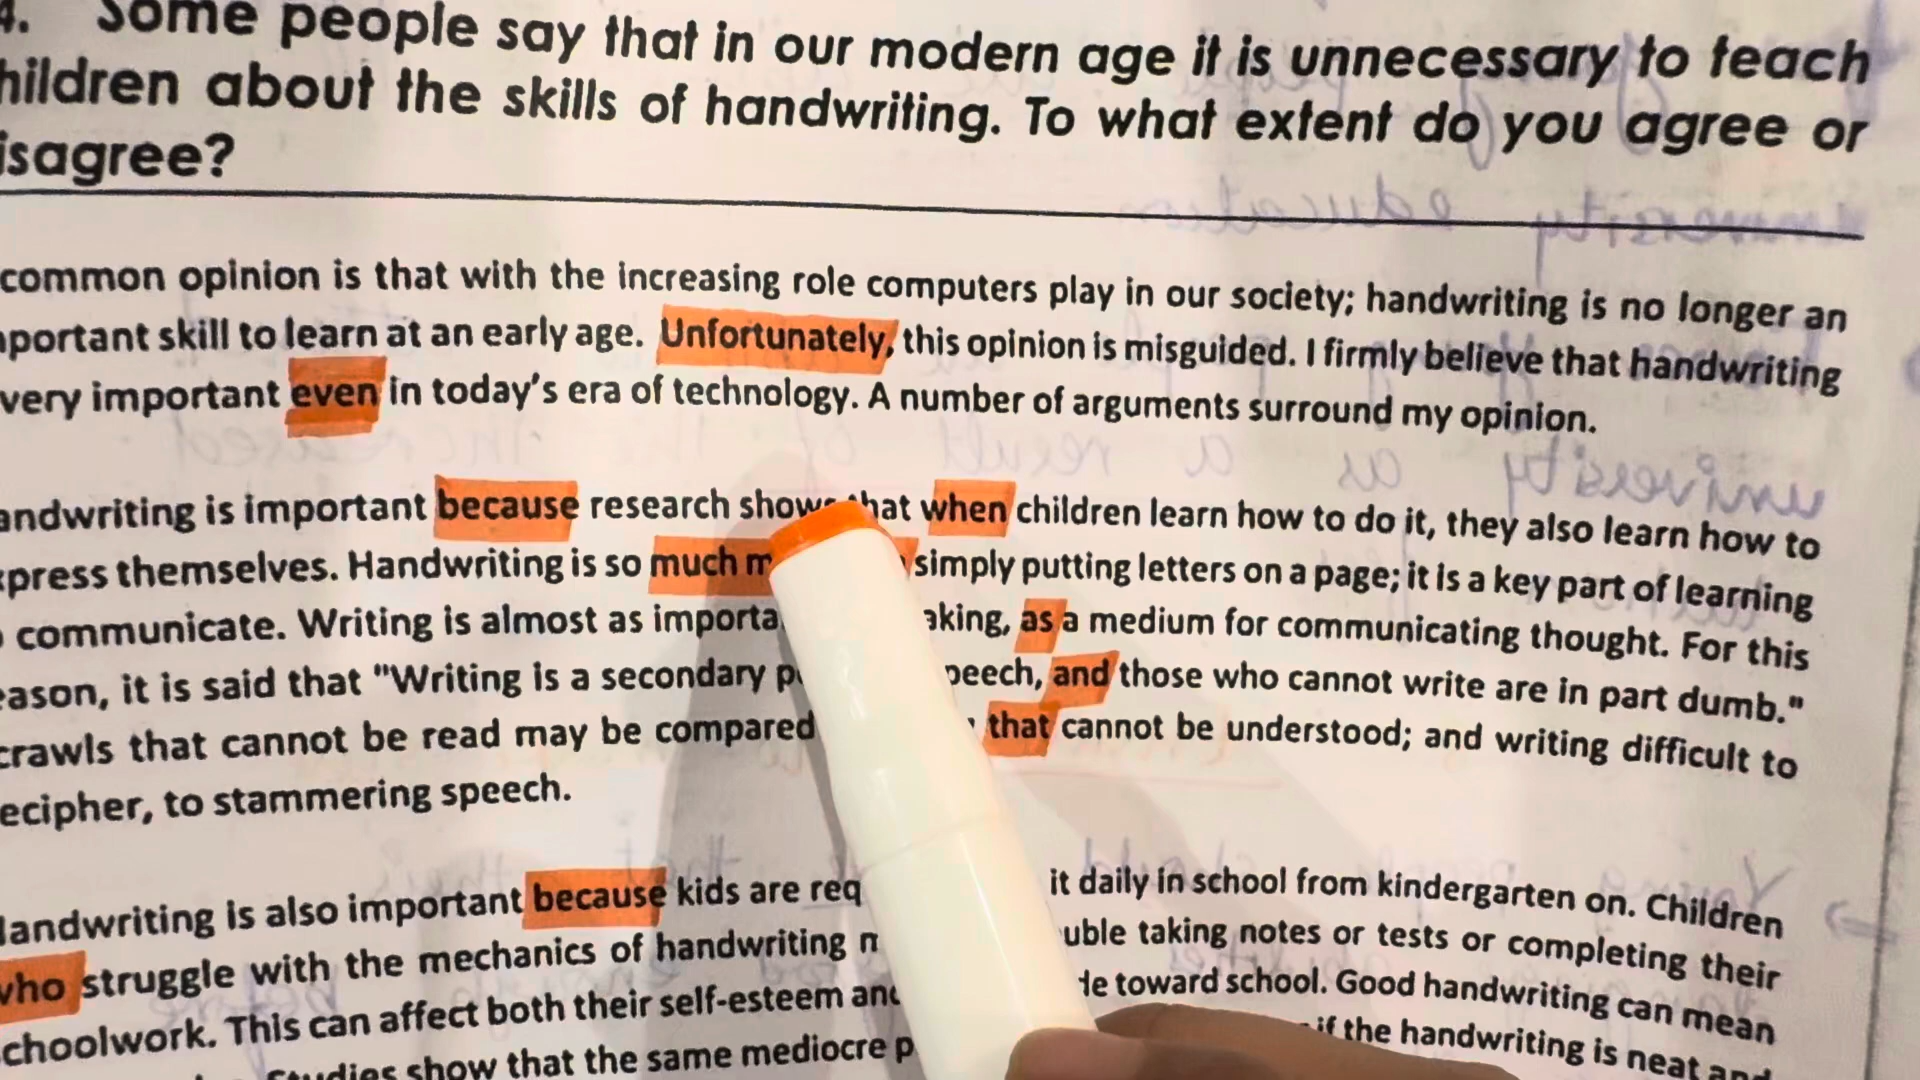 4. Some people say that in our modern age it is unnecessary to teach
hildren about the skills of handwriting. To what extent do you agree or
isagree?
common opinion is that with the increasing role computers play in our society; handwriting is no longer an
portant skill to learn at an early age. Unfortunately, this opinion is misguided. I firmly believe that handwriting
very important even in today's era of technology. A number of arguments surround my opinion.
andwriting is important because research shows that when children learn how to do it, they also learn how to
press themselves. Handwriting is so much simply putting letters on a page; it is a key part of learning
communicate. Writing is almost as importa aking, as a medium for communicating thought. For this
eason, it is said that "Writing is a secondary p peech, and those who cannot write are in part dumb."
crawls that cannot be read may be compared that cannot be understood; and writing difficult to
ecipher, to stammering speech.
andwriting is also important because kids are req it daily in school from kindergarten on. Children
who struggle with the mechanics of handwriting uble taking notes or tests or completing their
choolwork. This can affect both their self-esteem and toward school. Good handwriting can mean
Studies show that the same mediocre p if the handwriting is neat and